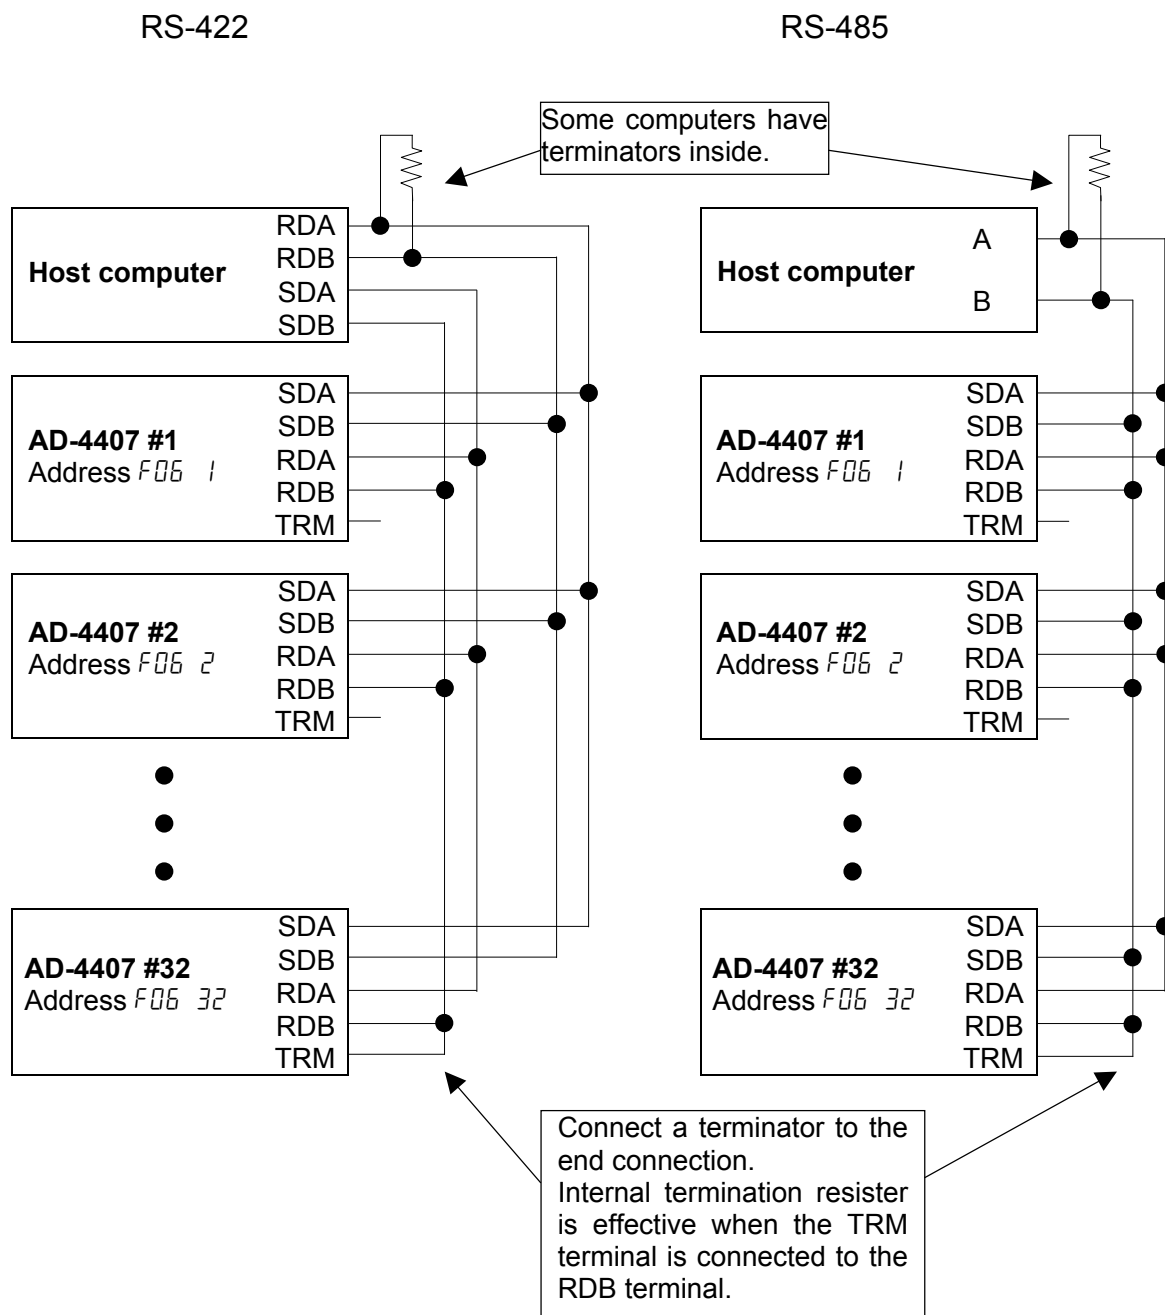 RS-422
RS-485
Some computers have
terminators inside.
Host computer
RDA
RDB
SDA
SDB
AD-4407 #1
Address F06 1
SDA
SDB
RDA
RDB
TRM
AD-4407 #2
Address F06 2
SDA
SDB
RDA
RDB
TRM
AD-4407 #32
Address F06 32
SDA
SDB
RDA
RDB
TRM
Host computer
A
B
AD-4407 #1
Address F06 1
SDA
SDB
RDA
RDB
TRM
AD-4407 #2
Address F06 2
SDA
SDB
RDA
RDB
TRM
AD-4407 #32
Address F06 32
SDA
SDB
RDA
RDB
TRM
Connect a terminator to the
end connection.
Internal termination resister
is effective when the TRM
terminal is connected to the
RDB terminal.